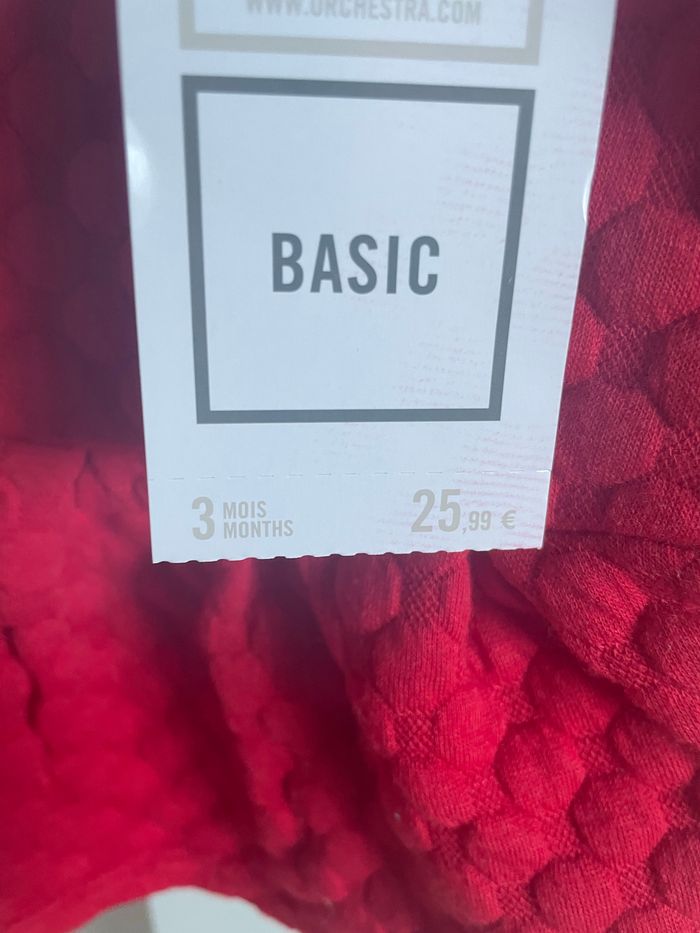 WWW.ORCHESTRA.COM
BASIC
3 MOIS
MONTHS
25,99 €